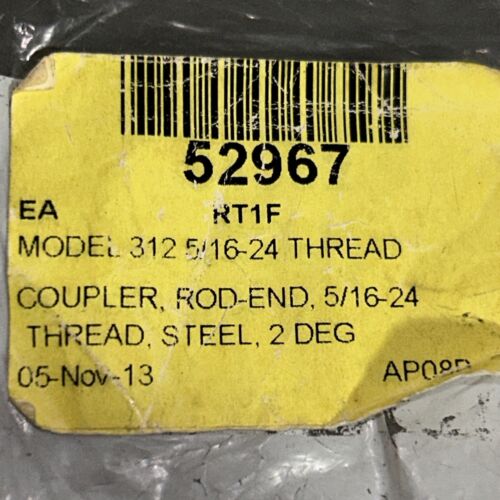 52967
EA RT1F
MODEL 312 5/16-24 THREAD
COUPLER, ROD-END, 5/16-24
THREAD, STEEL, 2 DEG
05-Nov-13